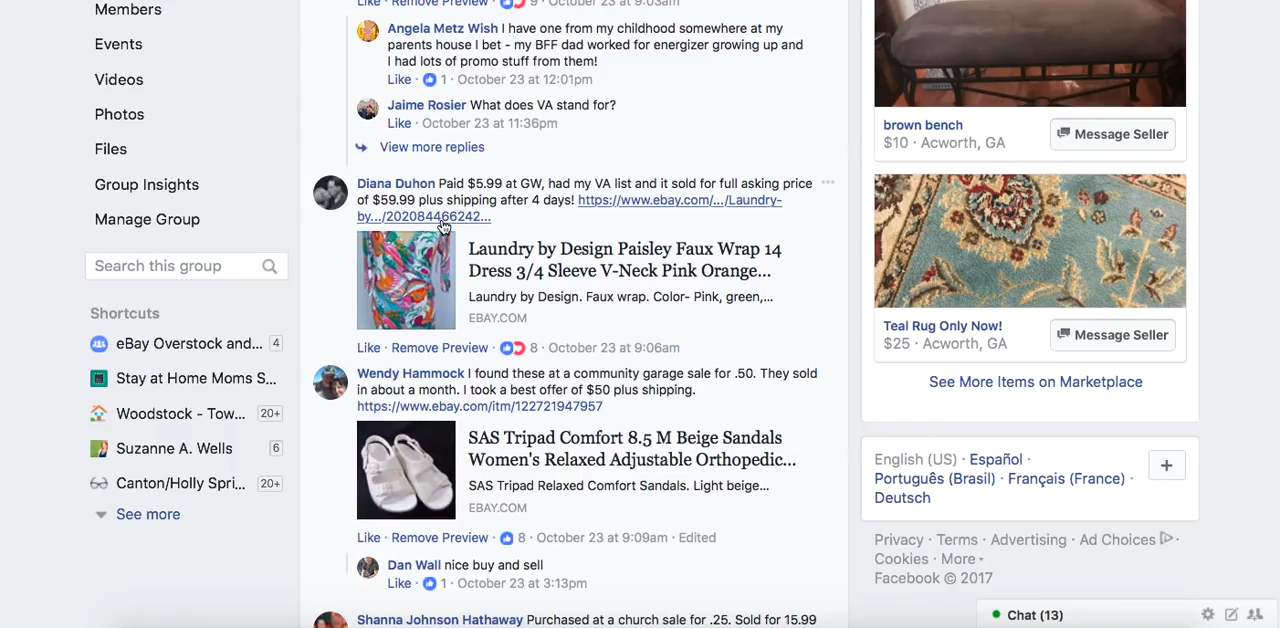 Members
Events
Videos
Photos
Files
Group Insights
Manage Group
Search this group
Shortcuts
eBay Overstock and... 4
Stay at Home Moms S...
Woodstock - Tow... 20+
Suzanne A. Wells 6
Canton/Holly Spri... 20+
See more
Like · Remove Preview · 9 · October 23 at 9:03am
Angela Metz Wish I have one from my childhood somewhere at my
parents house I bet - my BFF dad worked for energizer growing up and
I had lots of promo stuff from them!
Like · 1 · October 23 at 12:01pm
Jaime Rosier What does VA stand for?
Like · October 23 at 11:36pm
View more replies
Diana Duhon Paid $5.99 at GW, had my VA list and it sold for full asking price
of $59.99 plus shipping after 4 days! https://www.ebay.com/.../Laundry-
by.../202084466242...
Laundry by Design Paisley Faux Wrap 14
Dress 3/4 Sleeve V-Neck Pink Orange...
Laundry by Design. Faux wrap. Color- Pink, green,...
EBAY.COM
Like · Remove Preview · 8 · October 23 at 9:06am
Wendy Hammock I found these at a community garage sale for .50. They sold
in about a month. I took a best offer of $50 plus shipping.
https://www.ebay.com/itm/122721947957
SAS Tripad Comfort 8.5 M Beige Sandals
Women's Relaxed Adjustable Orthopedic...
SAS Tripad Relaxed Comfort Sandals. Light beige...
EBAY.COM
Like · Remove Preview · 8 · October 23 at 9:09am · Edited
Dan Wall nice buy and sell
Like · 1 · October 23 at 3:13pm
Shanna Johnson Hathaway Purchased at a church sale for .25. Sold for 15.99
brown bench
$10 · Acworth, GA
Message Seller
Teal Rug Only Now!
$25 · Acworth, GA
Message Seller
See More Items on Marketplace
English (US) · Español ·
Português (Brasil) · Français (France) ·
Deutsch
Privacy · Terms · Advertising · Ad Choices ·
Cookies · More
Facebook © 2017
Chat (13)